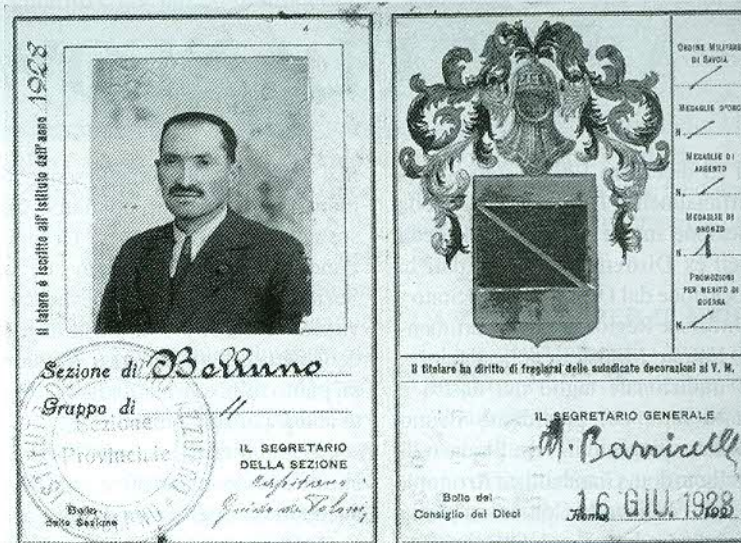 Il latore è iscritto all'Istituto dall'anno 1928
Sezione di Belluno
Gruppo di "
Sezione
Provinciale
IL SEGRETARIO
DELLA SEZIONE
Capitano
Bollo
della Sezione
ORDINE MILITARE
DI SAVOIA
MEDAGLIE D'ORO
N.
MEDAGLIE DI
ARGENTO
N.
MEDAGLIE DI
BRONZO
N. 1
PROMOZIONI
PER MERITO DI
GUERRA
N.
Il titolare ha diritto di fregiarsi delle suindicate decorazioni al V. M.
IL SEGRETARIO GENERALE
Bollo del
Consiglio dei Dieci
Roma, 16 GIU. 1928